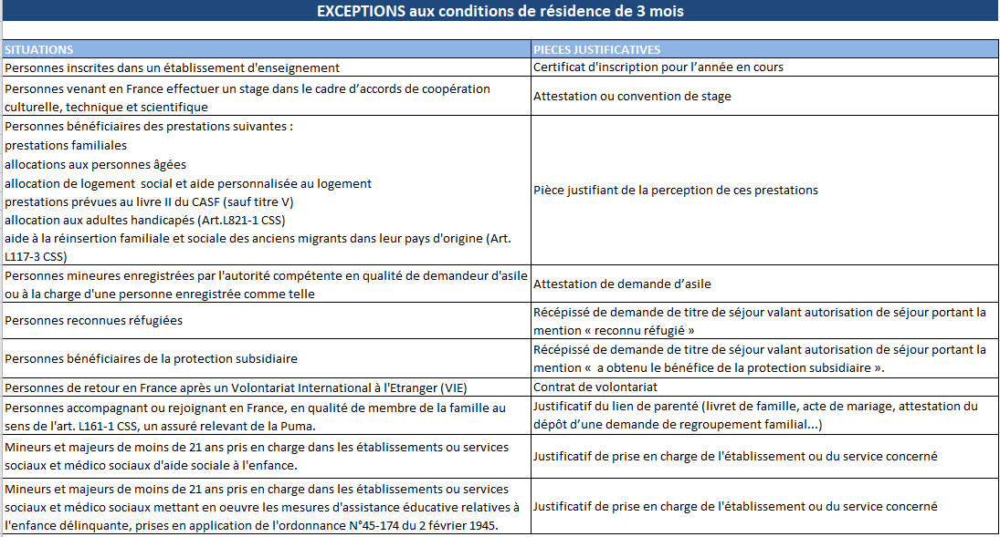 EXCEPTIONS aux conditions de résidence de 3 mois
SITUATIONS
PIECES JUSTIFICATIVES
Personnes inscrites dans un établissement d'enseignement
Certificat d'inscription pour l’année en cours
Personnes venant en France effectuer un stage dans le cadre d’accords de coopération
culturelle, technique et scientifique
Attestation ou convention de stage
Personnes bénéficiaires des prestations suivantes :
prestations familiales
allocations aux personnes âgées
allocation de logement  social et aide personnalisée au logement
prestations prévues au livre II du CASF (sauf titre V)
allocation aux adultes handicapés (Art.L821-1 CSS)
aide à la réinsertion familiale et sociale des anciens migrants dans leur pays d'origine (Art.
L117-3 CSS)
Pièce justifiant de la perception de ces prestations
Personnes mineures enregistrées par l'autorité compétente en qualité de demandeur d'asile
ou à la charge d'une personne enregistrée comme telle
Attestation de demande d’asile
Personnes reconnues réfugiées
Récépissé de demande de titre de séjour valant autorisation de séjour portant la
mention « reconnu réfugié »
Personnes bénéficiaires de la protection subsidiaire
Récépissé de demande de titre de séjour valant autorisation de séjour portant la
mention «  a obtenu le bénéfice de la protection subsidiaire ».
Personnes de retour en France après un Volontariat International à l'Etranger (VIE)
Contrat de volontariat
Personnes accompagnant ou rejoignant en France, en qualité de membre de la famille au
sens de l'art. L161-1 CSS, un assuré relevant de la Puma.
Justificatif du lien de parenté (livret de famille, acte de mariage, attestation du
dépôt d’une demande de regroupement familial...)
Mineurs et majeurs de moins de 21 ans pris en charge dans les établissements ou services
sociaux et médico sociaux d'aide sociale à l'enfance.
Justificatif de prise en charge de l'établissement ou du service concerné
Mineurs et majeurs de moins de 21 ans pris en charge dans les établissements ou services
sociaux et médico sociaux mettant en oeuvre les mesures d'assistance éducative relatives à
l'enfance délinquante, prises en application de l'ordonnance N°45-174 du 2 février 1945.
Justificatif de prise en charge de l'établissement ou du service concerné